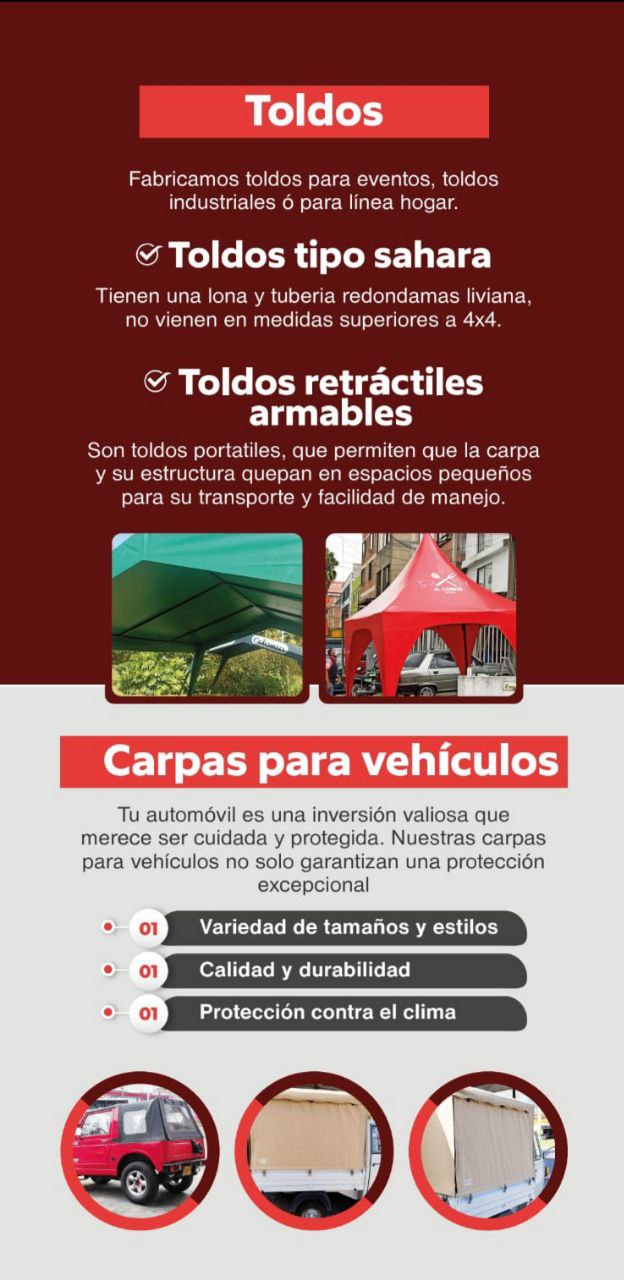 Toldos
Fabricamos toldos para eventos, toldos
industriales ó para línea hogar.
Toldos tipo sahara
Tienen una lona y tuberia redondamas liviana,
no vienen en medidas superiores a 4x4.
Toldos retráctiles
armables
Son toldos portatiles, que permiten que la carpa
y su estructura quepan en espacios pequeños
para su transporte y facilidad de manejo.
Carpas para vehículos
Tu automóvil es una inversión valiosa que
merece ser cuidada y protegida. Nuestras carpas
para vehículos no solo garantizan una protección
excepcional
01 Variedad de tamaños y estilos
01 Calidad y durabilidad
01 Protección contra el clima